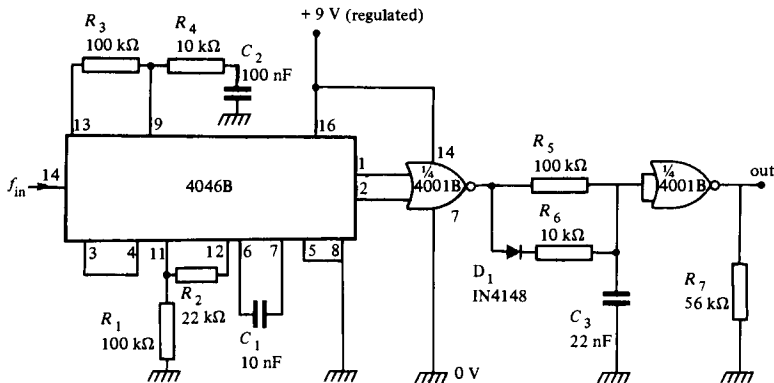 + 9 V (regulated)
R3
100 kΩ
R4
10 kΩ
C2
100 nF
13
9
16
14
fin
4046B
1
2
14
¼
4001B
7
R5
100 kΩ
R6
10 kΩ
D1
IN4148
¼
4001B
out
3
4
11
12
6
7
5
8
R2
22 kΩ
R1
100 kΩ
C1
10 nF
C3
22 nF
R7
56 kΩ
0 V